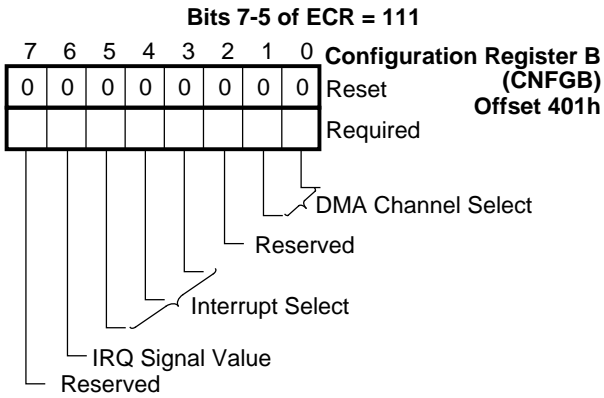 Bits 7-5 of ECR = 111
7 6 5 4 3 2 1 0 Configuration Register B
(CNFGB)
Offset 401h
0 0 0 0 0 0 0 0 Reset
Required
DMA Channel Select
Reserved
Interrupt Select
IRQ Signal Value
Reserved